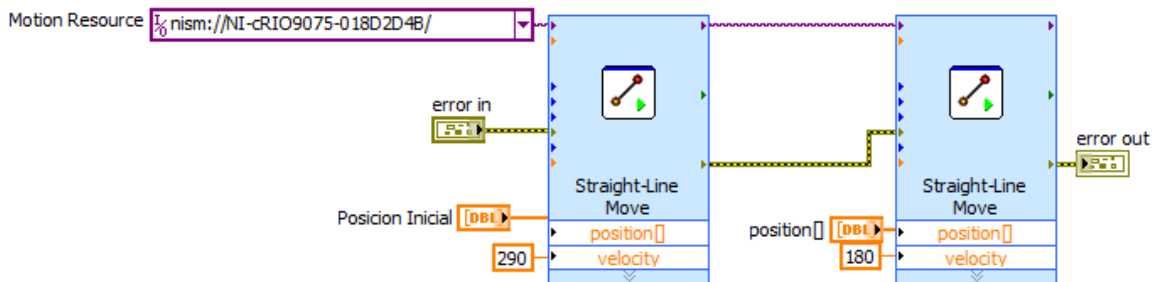 Motion Resource
I/O nism://NI-cRIO9075-018D2D4B/
error in
error out
Straight-Line
Move
Straight-Line
Move
Posicion Inicial [DBL]
position[]
position[] [DBL]
position[]
290
velocity
180
velocity